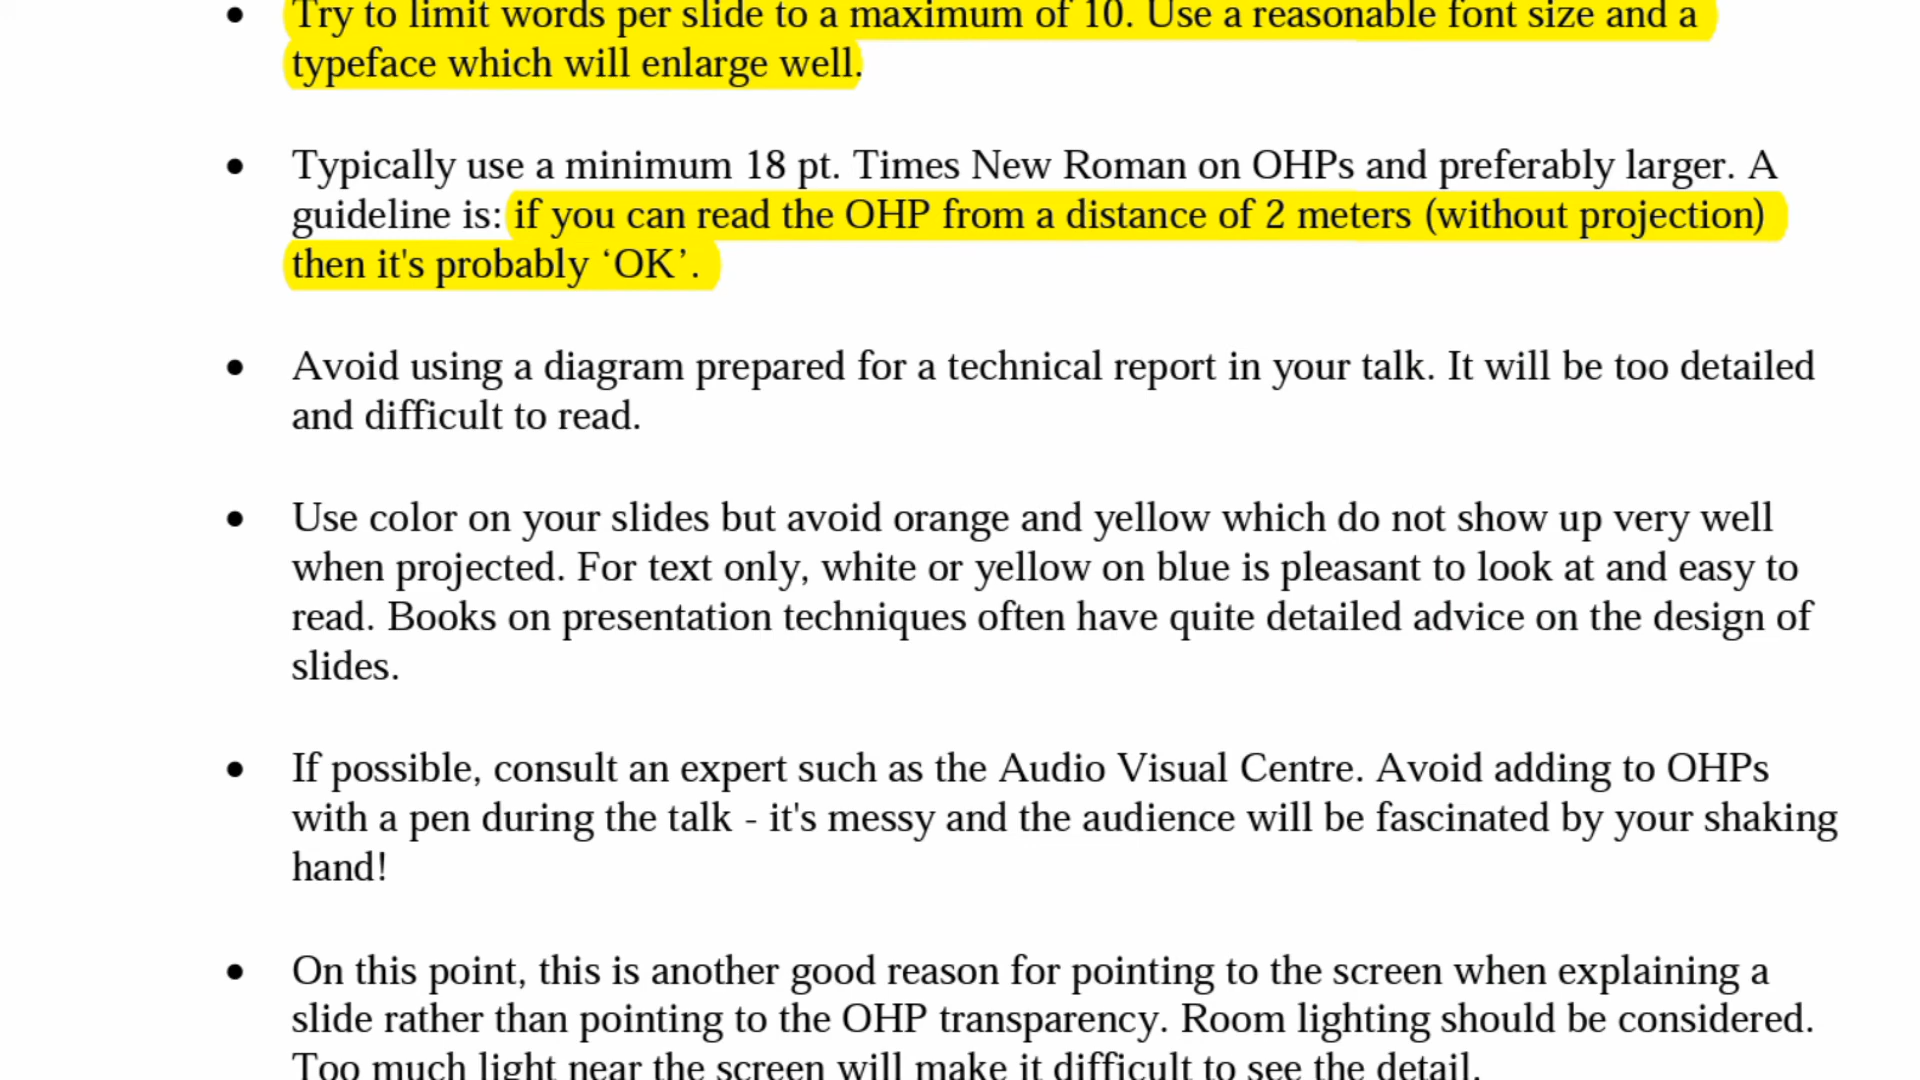 • Try to limit words per slide to a maximum of 10. Use a reasonable font size and a
typeface which will enlarge well.
• Typically use a minimum 18 pt. Times New Roman on OHPs and preferably larger. A
guideline is: if you can read the OHP from a distance of 2 meters (without projection)
then it's probably ‘OK’.
• Avoid using a diagram prepared for a technical report in your talk. It will be too detailed
and difficult to read.
• Use color on your slides but avoid orange and yellow which do not show up very well
when projected. For text only, white or yellow on blue is pleasant to look at and easy to
read. Books on presentation techniques often have quite detailed advice on the design of
slides.
• If possible, consult an expert such as the Audio Visual Centre. Avoid adding to OHPs
with a pen during the talk - it's messy and the audience will be fascinated by your shaking
hand!
• On this point, this is another good reason for pointing to the screen when explaining a
slide rather than pointing to the OHP transparency. Room lighting should be considered.
Too much light near the screen will make it difficult to see the detail.